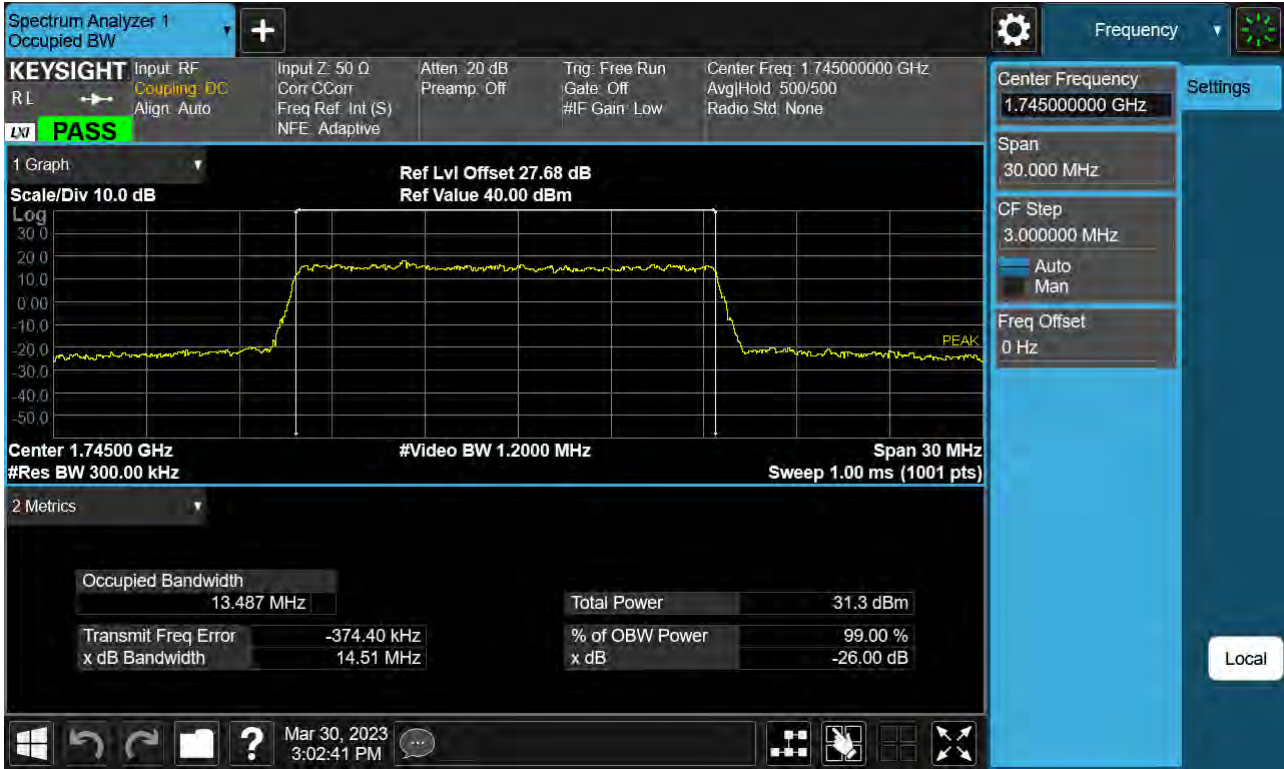 Spectrum Analyzer 1
Occupied BW
Frequency
KEYSIGHT
RL
LXI
PASS
Input: RF
Coupling: DC
Align: Auto
Input Z: 50 Ω
Corr CCorr
Freq Ref: Int (S)
NFE: Adaptive
Atten: 20 dB
Preamp: Off
Trig: Free Run
Gate: Off
#IF Gain: Low
Center Freq: 1.745000000 GHz
Avg|Hold: 500/500
Radio Std: None
Center Frequency
1.745000000 GHz
Settings
Span
30.000 MHz
CF Step
3.000000 MHz
Auto
Man
Freq Offset
0 Hz
Local
1 Graph
Scale/Div 10.0 dB
Ref Lvl Offset 27.68 dB
Ref Value 40.00 dBm
Log
30.0
20.0
10.0
0.00
-10.0
-20.0
-30.0
-40.0
-50.0
PEAK
Center 1.74500 GHz
#Video BW 1.2000 MHz
Span 30 MHz
#Res BW 300.00 kHz
Sweep 1.00 ms (1001 pts)
2 Metrics
Occupied Bandwidth
13.487 MHz
Total Power 31.3 dBm
Transmit Freq Error -374.40 kHz
% of OBW Power 99.00 %
x dB Bandwidth 14.51 MHz
x dB -26.00 dB
Mar 30, 2023
3:02:41 PM